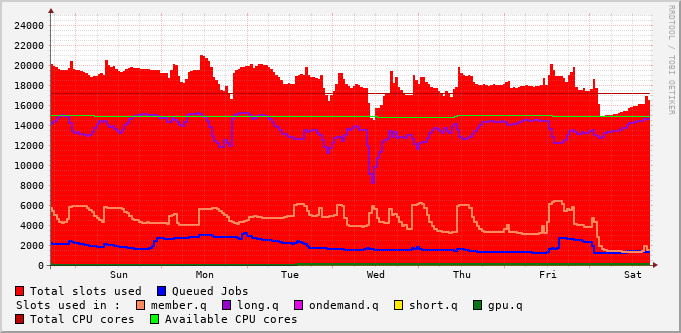 24000
22000
20000
18000
16000
14000
12000
10000
8000
6000
4000
2000
0
Sun Mon Tue Wed Thu Fri Sat
RRDTOOL / TOBI OETIKER
Total slots used Queued Jobs
Slots used in : member.q long.q ondemand.q short.q gpu.q
Total CPU cores Available CPU cores